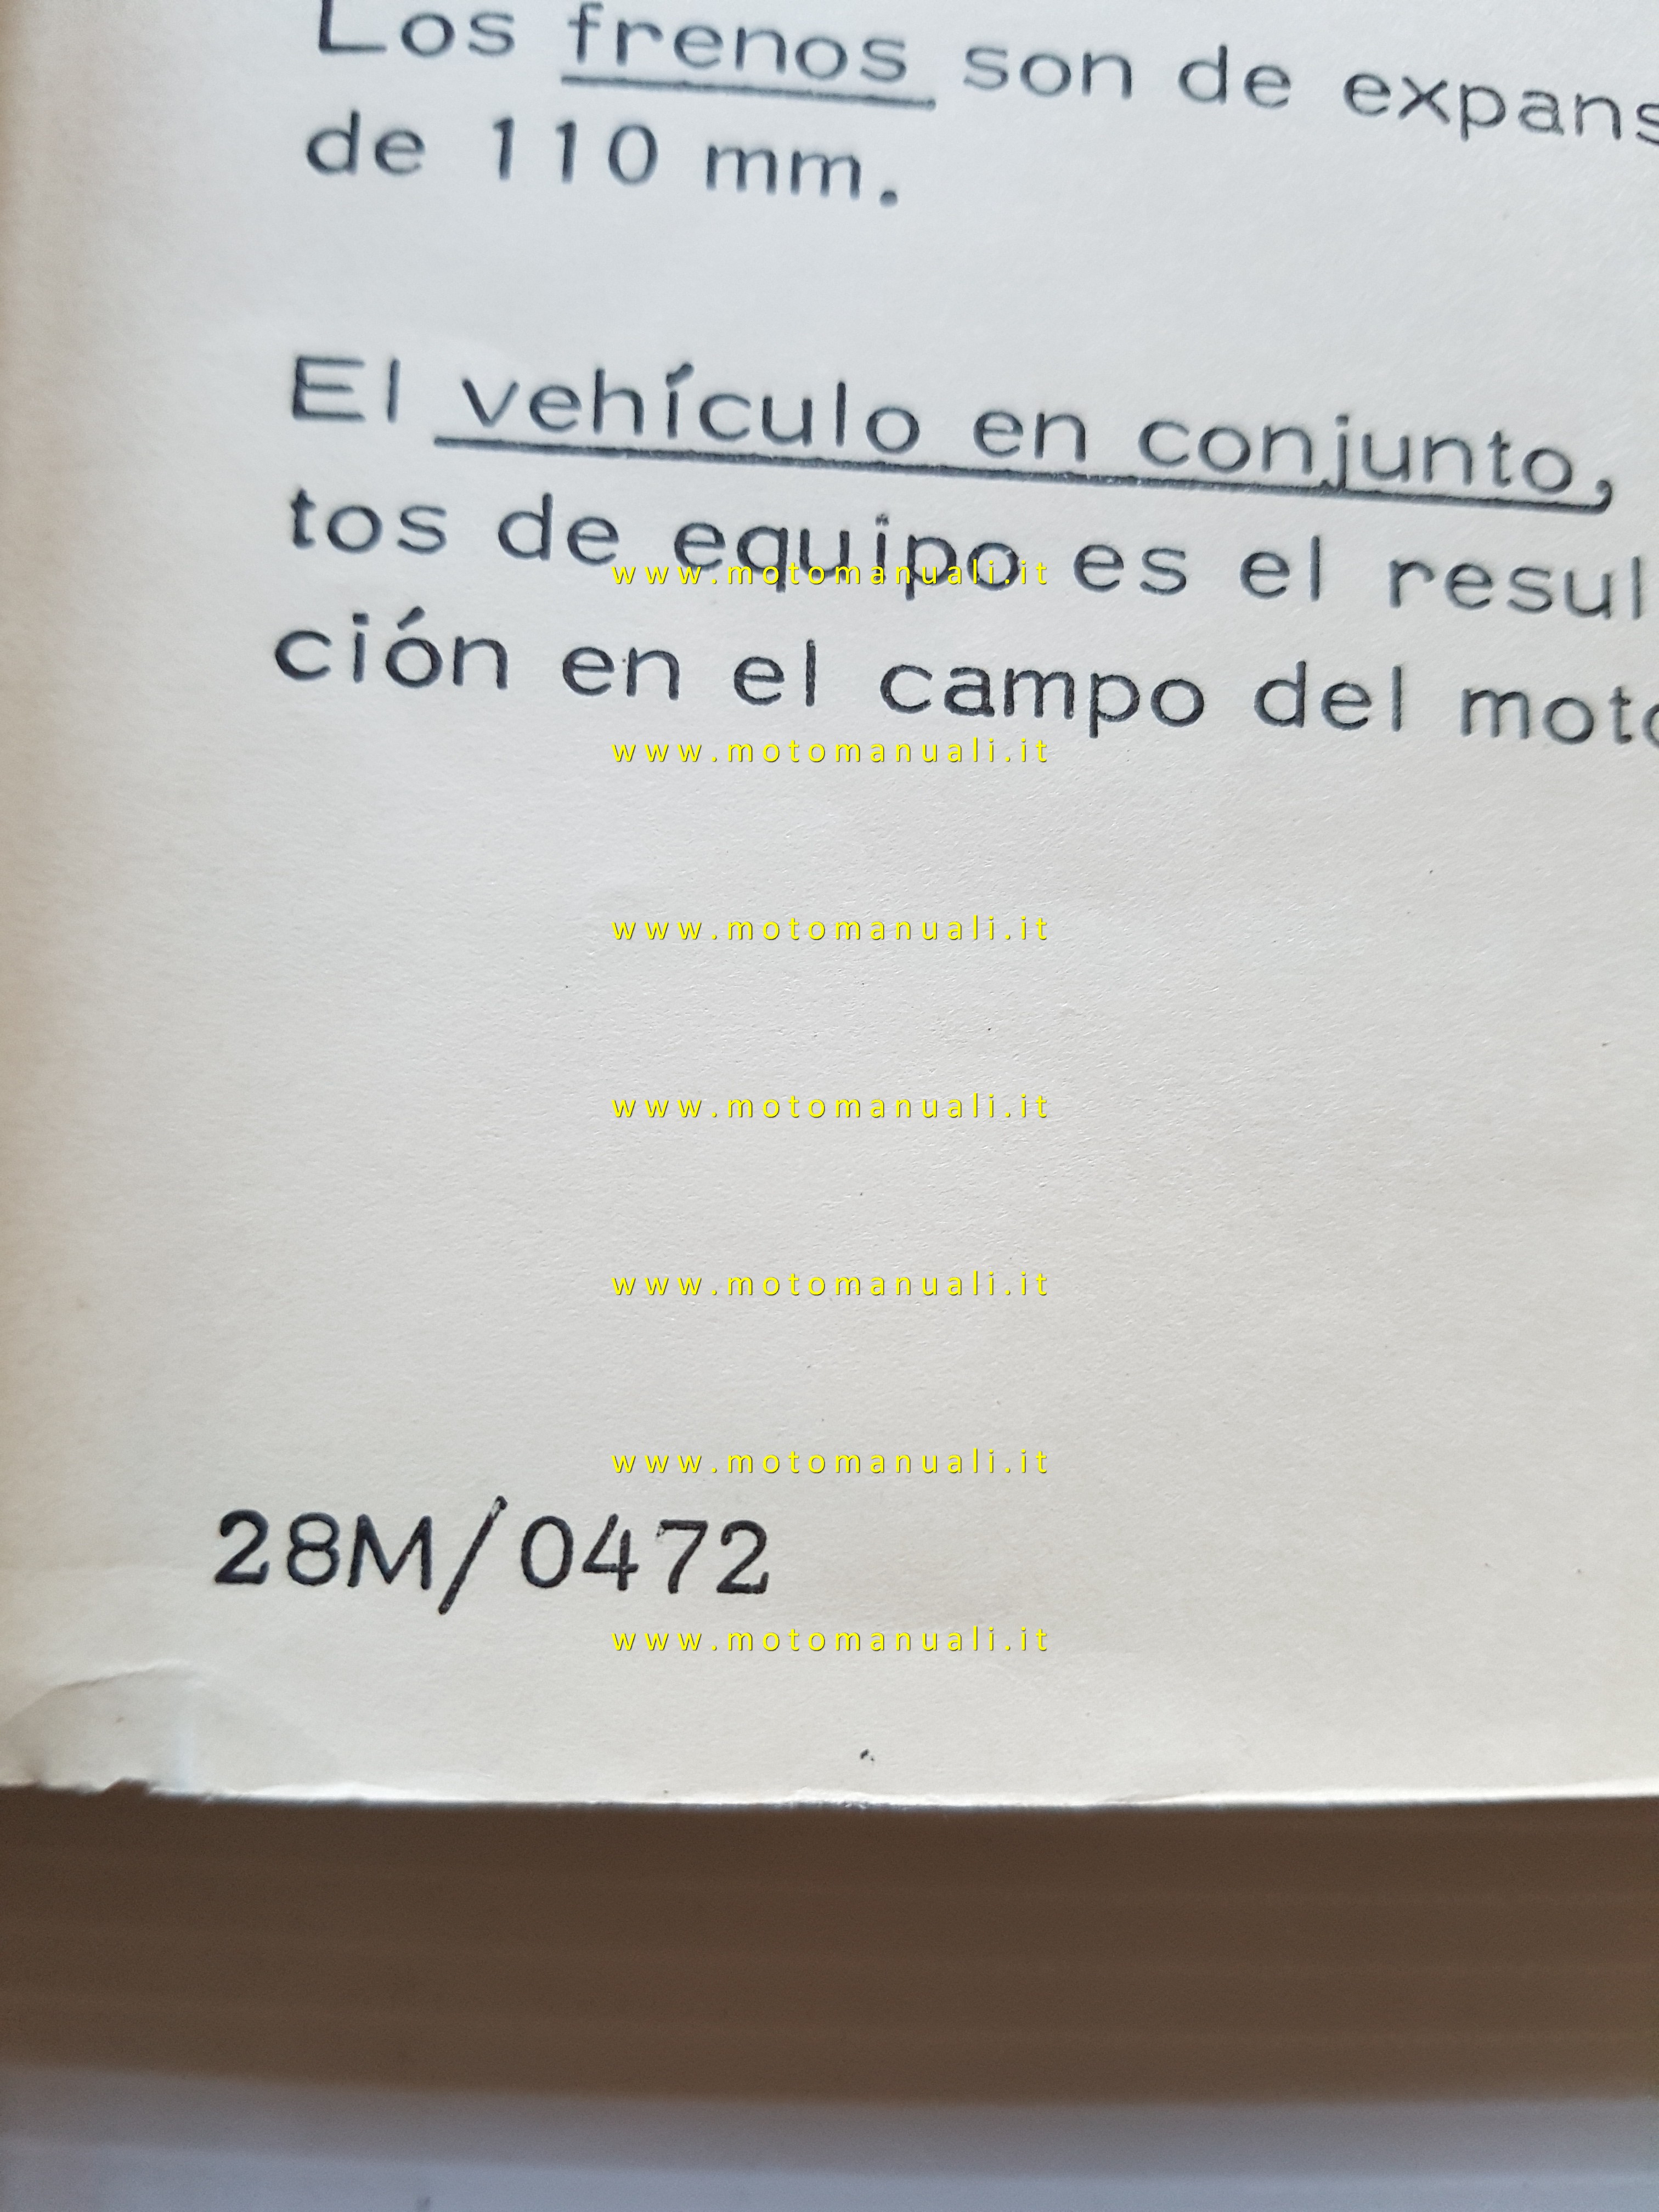 Los frenos son de expans
de 110 mm.
El vehículo en conjunto,
tos de equipo es el resul
www.motomanuali.it
ción en el campo del moto
www.motomanuali.it
www.motomanuali.it
www.motomanuali.it
www.motomanuali.it
www.motomanuali.it
28M/0472
www.motomanuali.it